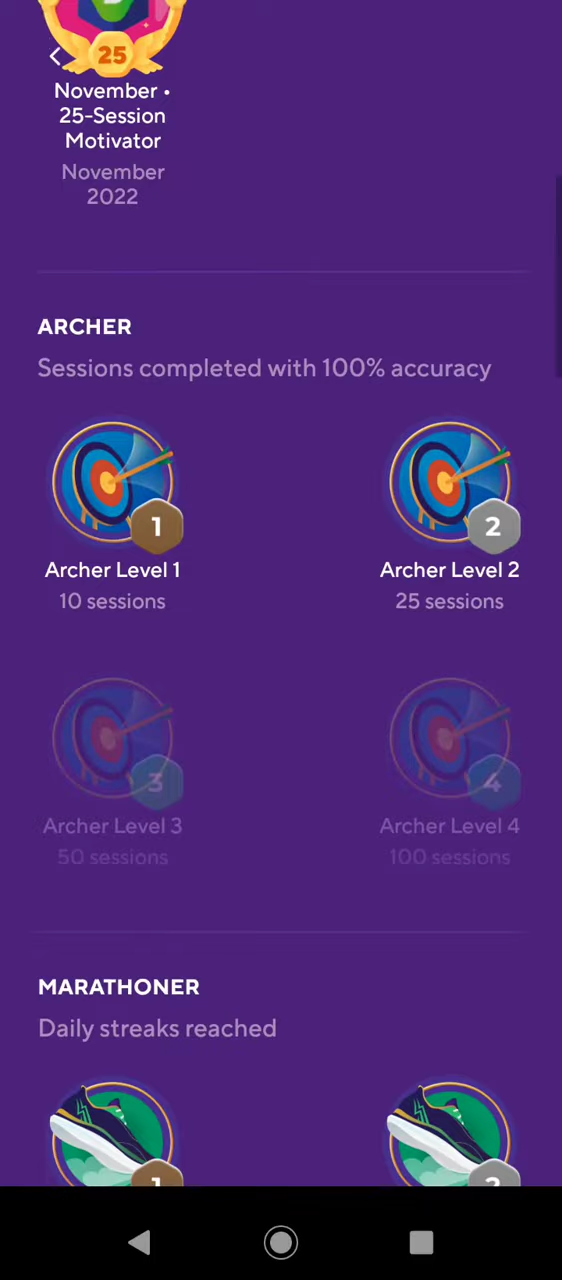 25
November •
25-Session
Motivator
November
2022
ARCHER
Sessions completed with 100% accuracy
1
2
Archer Level 1
Archer Level 2
10 sessions
25 sessions
3
4
Archer Level 3
Archer Level 4
50 sessions
100 sessions
MARATHONER
Daily streaks reached
1
2